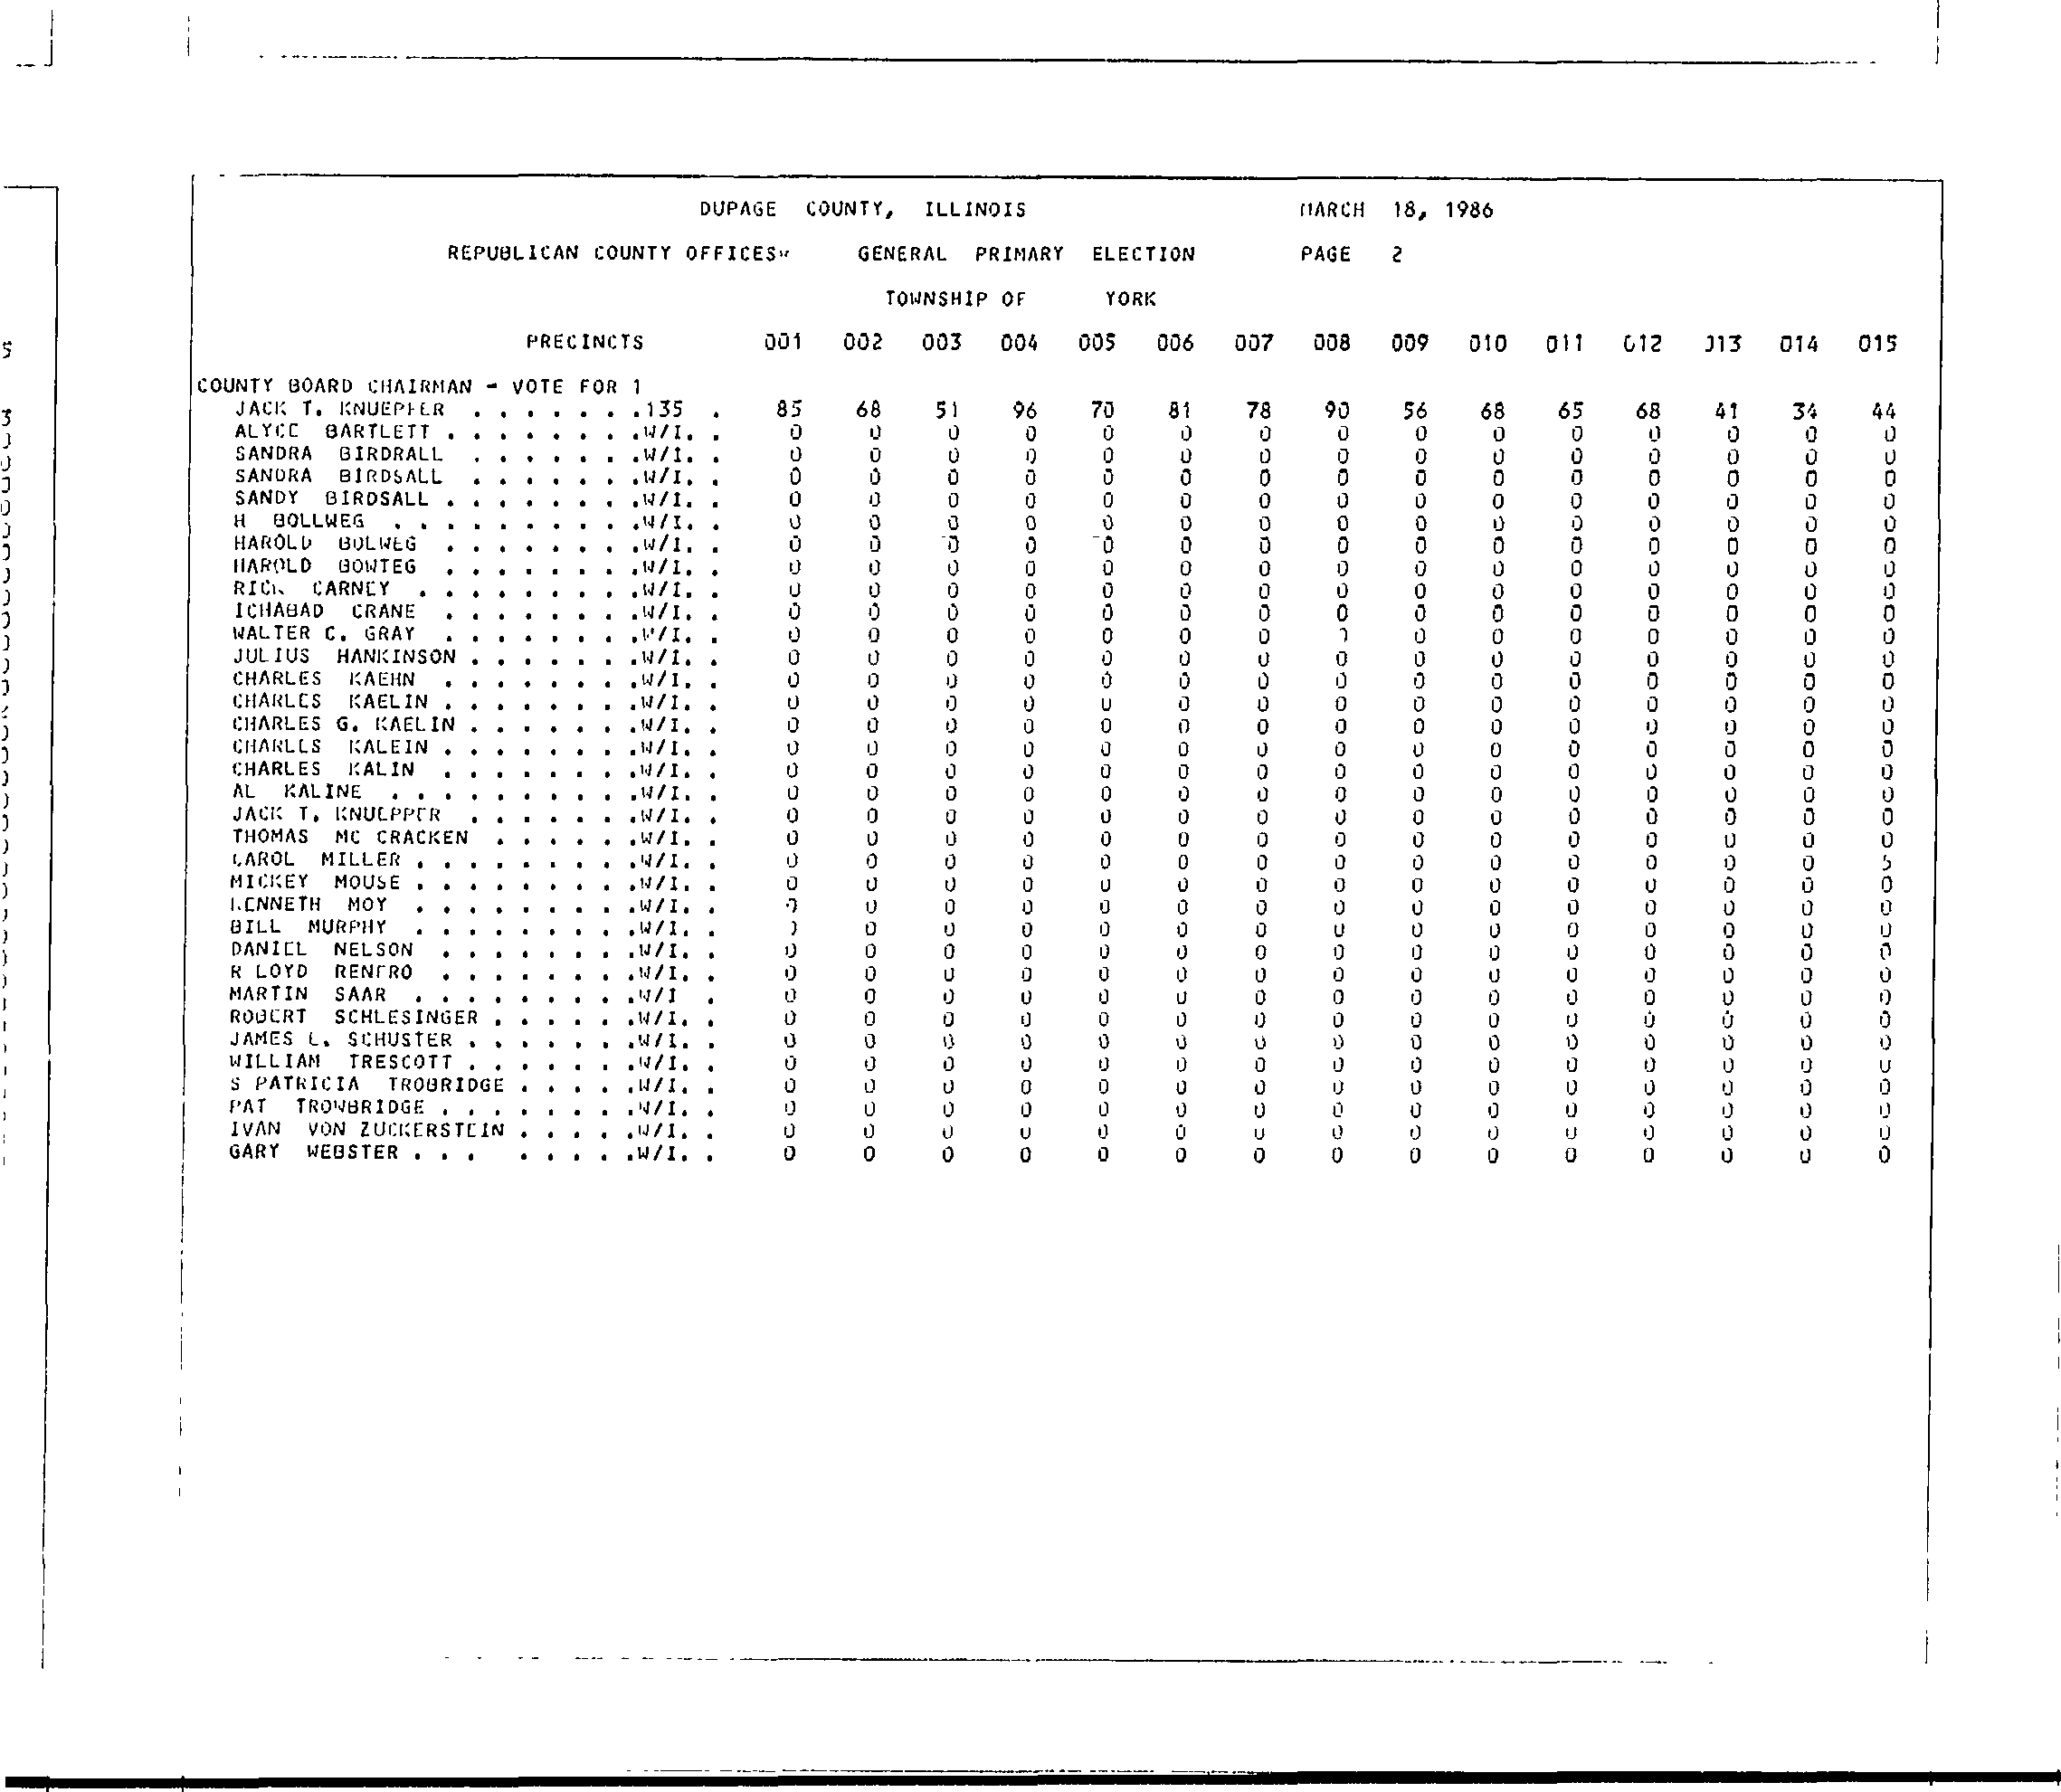 DUPAGE COUNTY, ILLINOIS MARCH 18, 1986
REPUBLICAN COUNTY OFFICES GENERAL PRIMARY ELECTION PAGE 2
TOWNSHIP OF YORK
PRECINCTS 001 002 003 004 005 006 007 008 009 010 011 012 013 014 015
COUNTY BOARD CHAIRMAN - VOTE FOR 1
JACK T. KNUEPFER . . . . . . .135 . 85 68 51 96 70 81 78 90 56 68 65 68 41 34 44
ALYCE BARTLETT . . . . . . . .W/I. . 0 0 0 0 0 0 0 0 0 0 0 0 0 0 0
SANDRA BIRDRALL . . . . . . .W/I. . 0 0 0 0 0 0 0 0 0 0 0 0 0 0 0
SANDRA BIRDSALL . . . . . . .W/I. . 0 0 0 0 0 0 0 0 0 0 0 0 0 0 0
SANDY BIRDSALL . . . . . . . .W/I. . 0 0 0 0 0 0 0 0 0 0 0 0 0 0 0
H BOLLWEG . . . . . . . . . .W/I. . 0 0 0 0 0 0 0 0 0 0 0 0 0 0 0
HAROLD BOLWEG . . . . . . . .W/I. . 0 0 0 0 0 0 0 0 0 0 0 0 0 0 0
HAROLD BOWTEG . . . . . . . .W/I. . 0 0 0 0 0 0 0 0 0 0 0 0 0 0 0
RICK CARNEY . . . . . . . . .W/I. . 0 0 0 0 0 0 0 0 0 0 0 0 0 0 0
ICHABAD CRANE . . . . . . . .W/I. . 0 0 0 0 0 0 0 0 0 0 0 0 0 0 0
WALTER C. GRAY . . . . . . . .W/I. . 0 0 0 0 0 0 0 0 0 0 0 0 0 0
JULIUS HANKINSON . . . . . . .W/I. . 0 0 0 0 0 0 0 0 0 0 0 0 0 0 0
CHARLES KAEHN . . . . . . . .W/I. . 0 0 0 0 0 0 0 0 0 0 0 0 0 0 0
CHARLES KAELIN . . . . . . . .W/I. . 0 0 0 0 0 0 0 0 0 0 0 0 0 0 0
CHARLES G. KAELIN . . . . . . .W/I. . 0 0 0 0 0 0 0 0 0 0 0 0 0 0 0
CHARLES KALEIN . . . . . . . .W/I. . 0 0 0 0 0 0 0 0 0 0 0 0 0 0 0
CHARLES KALIN . . . . . . . .W/I. . 0 0 0 0 0 0 0 0 0 0 0 0 0 0 0
AL KALINE . . . . . . . . . .W/I. . 0 0 0 0 0 0 0 0 0 0 0 0 0 0 0
JACK T. KNUEPPER . . . . . . .W/I. . 0 0 0 0 0 0 0 0 0 0 0 0 0 0 0
THOMAS MC CRACKEN . . . . . .W/I. . 0 0 0 0 0 0 0 0 0 0 0 0 0 0 0
CAROL MILLER . . . . . . . . .W/I. . 0 0 0 0 0 0 0 0 0 0 0 0 0 0
MICKEY MOUSE . . . . . . . . .W/I. . 0 0 0 0 0 0 0 0 0 0 0 0 0 0 0
KENNETH MOY . . . . . . . . .W/I. . 0 0 0 0 0 0 0 0 0 0 0 0 0 0 0
BILL MURPHY . . . . . . . . .W/I. . 0 0 0 0 0 0 0 0 0 0 0 0 0 0
DANIEL NELSON . . . . . . . .W/I. . 0 0 0 0 0 0 0 0 0 0 0 0 0 0 0
R LOYD RENFRO . . . . . . . .W/I. . 0 0 0 0 0 0 0 0 0 0 0 0 0 0 0
MARTIN SAAR . . . . . . . . .W/I . 0 0 0 0 0 0 0 0 0 0 0 0 0 0 0
ROBERT SCHLESINGER . . . . . .W/I. . 0 0 0 0 0 0 0 0 0 0 0 0 0 0 0
JAMES L. SCHUSTER . . . . . . .W/I. . 0 0 0 0 0 0 0 0 0 0 0 0 0 0 0
WILLIAM TRESCOTT . . . . . . .W/I. . 0 0 0 0 0 0 0 0 0 0 0 0 0 0 0
S PATRICIA TROBRIDGE . . . . .W/I. . 0 0 0 0 0 0 0 0 0 0 0 0 0 0 0
PAT TROWBRIDGE . . . . . . . .W/I. . 0 0 0 0 0 0 0 0 0 0 0 0 0 0 0
IVAN VON ZUCKERSTEIN . . . . .W/I. . 0 0 0 0 0 0 0 0 0 0 0 0 0 0 0
GARY WEBSTER . . . . . . . .W/I. . 0 0 0 0 0 0 0 0 0 0 0 0 0 0 0